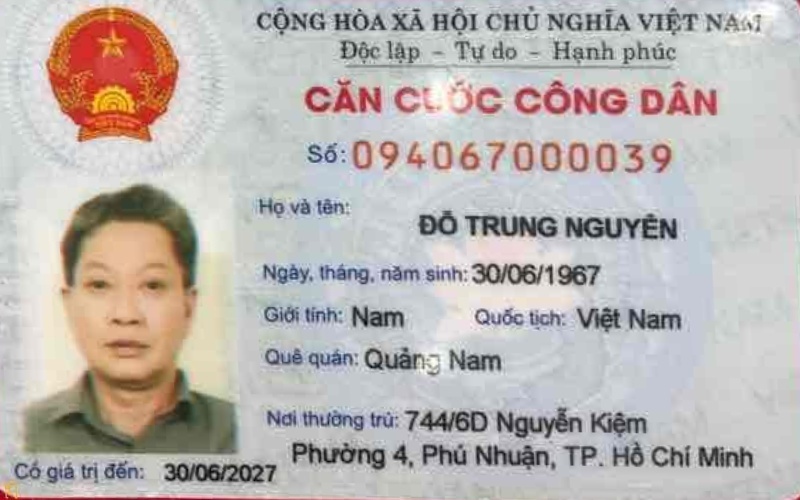 CỘNG HÒA XÃ HỘI CHỦ NGHĨA VIỆT NAM
Độc lập - Tự do - Hạnh phúc
CĂN CƯỚC CÔNG DÂN
Số: 094067000039
Họ và tên:
ĐỖ TRUNG NGUYÊN
Ngày, tháng, năm sinh: 30/06/1967
Giới tính: Nam Quốc tịch: Việt Nam
Quê quán: Quảng Nam
Nơi thường trú: 744/6D Nguyễn Kiệm
Phường 4, Phú Nhuận, TP. Hồ Chí Minh
Có giá trị đến: 30/06/2027